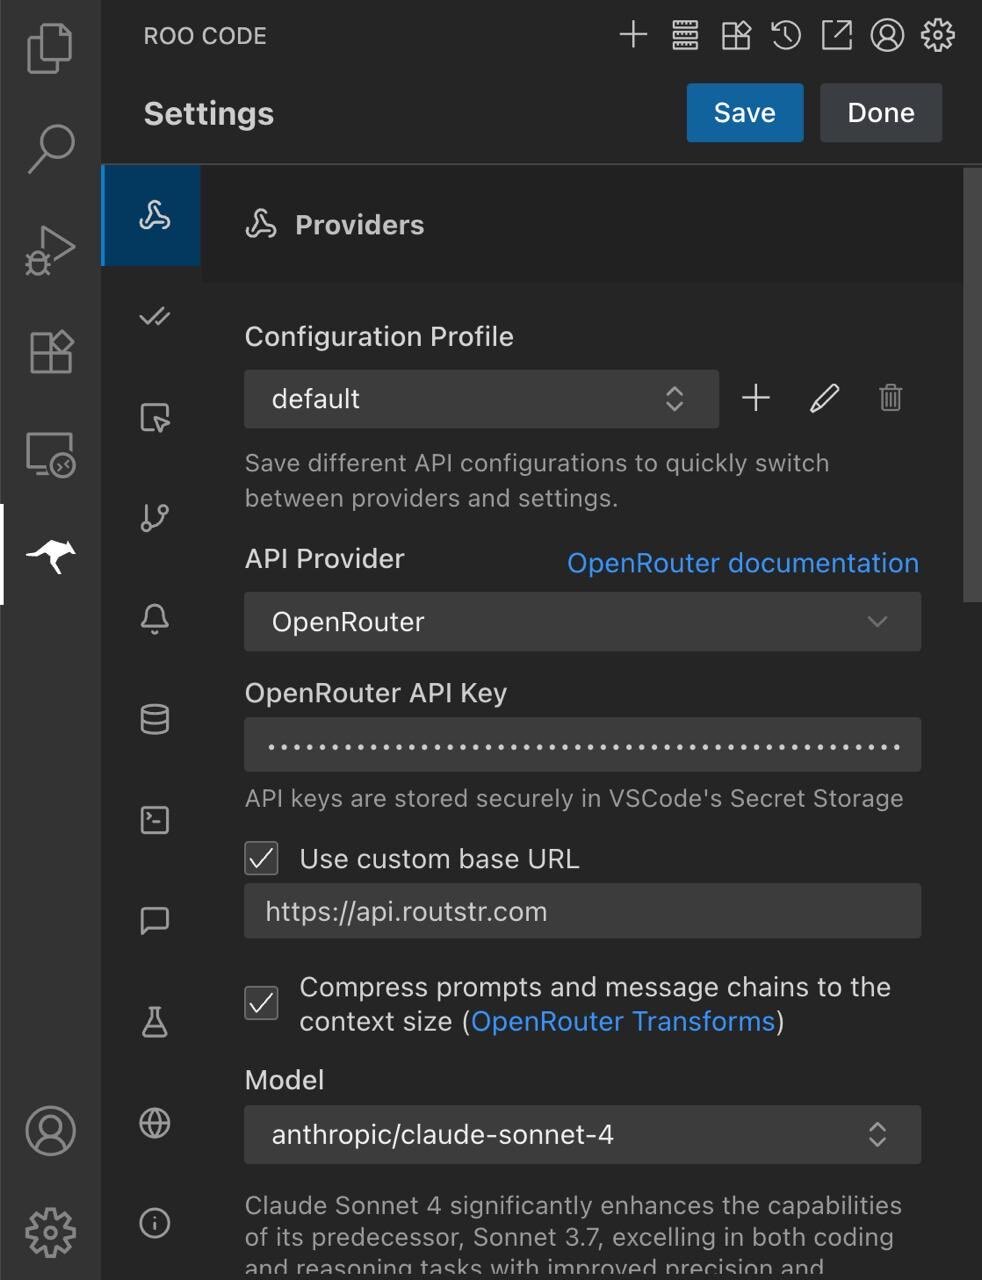 ROO CODE
Settings
Save
Done
Providers
Configuration Profile
default
Save different API configurations to quickly switch
between providers and settings.
API Provider
OpenRouter documentation
OpenRouter
OpenRouter API Key
••••••••••••••••••••••••••••••••••••••••••••••••••
API keys are stored securely in VSCode's Secret Storage
Use custom base URL
https://api.routstr.com
Compress prompts and message chains to the
context size (OpenRouter Transforms)
Model
anthropic/claude-sonnet-4
Claude Sonnet 4 significantly enhances the capabilities
of its predecessor, Sonnet 3.7, excelling in both coding
and reasoning tasks with improved precision and